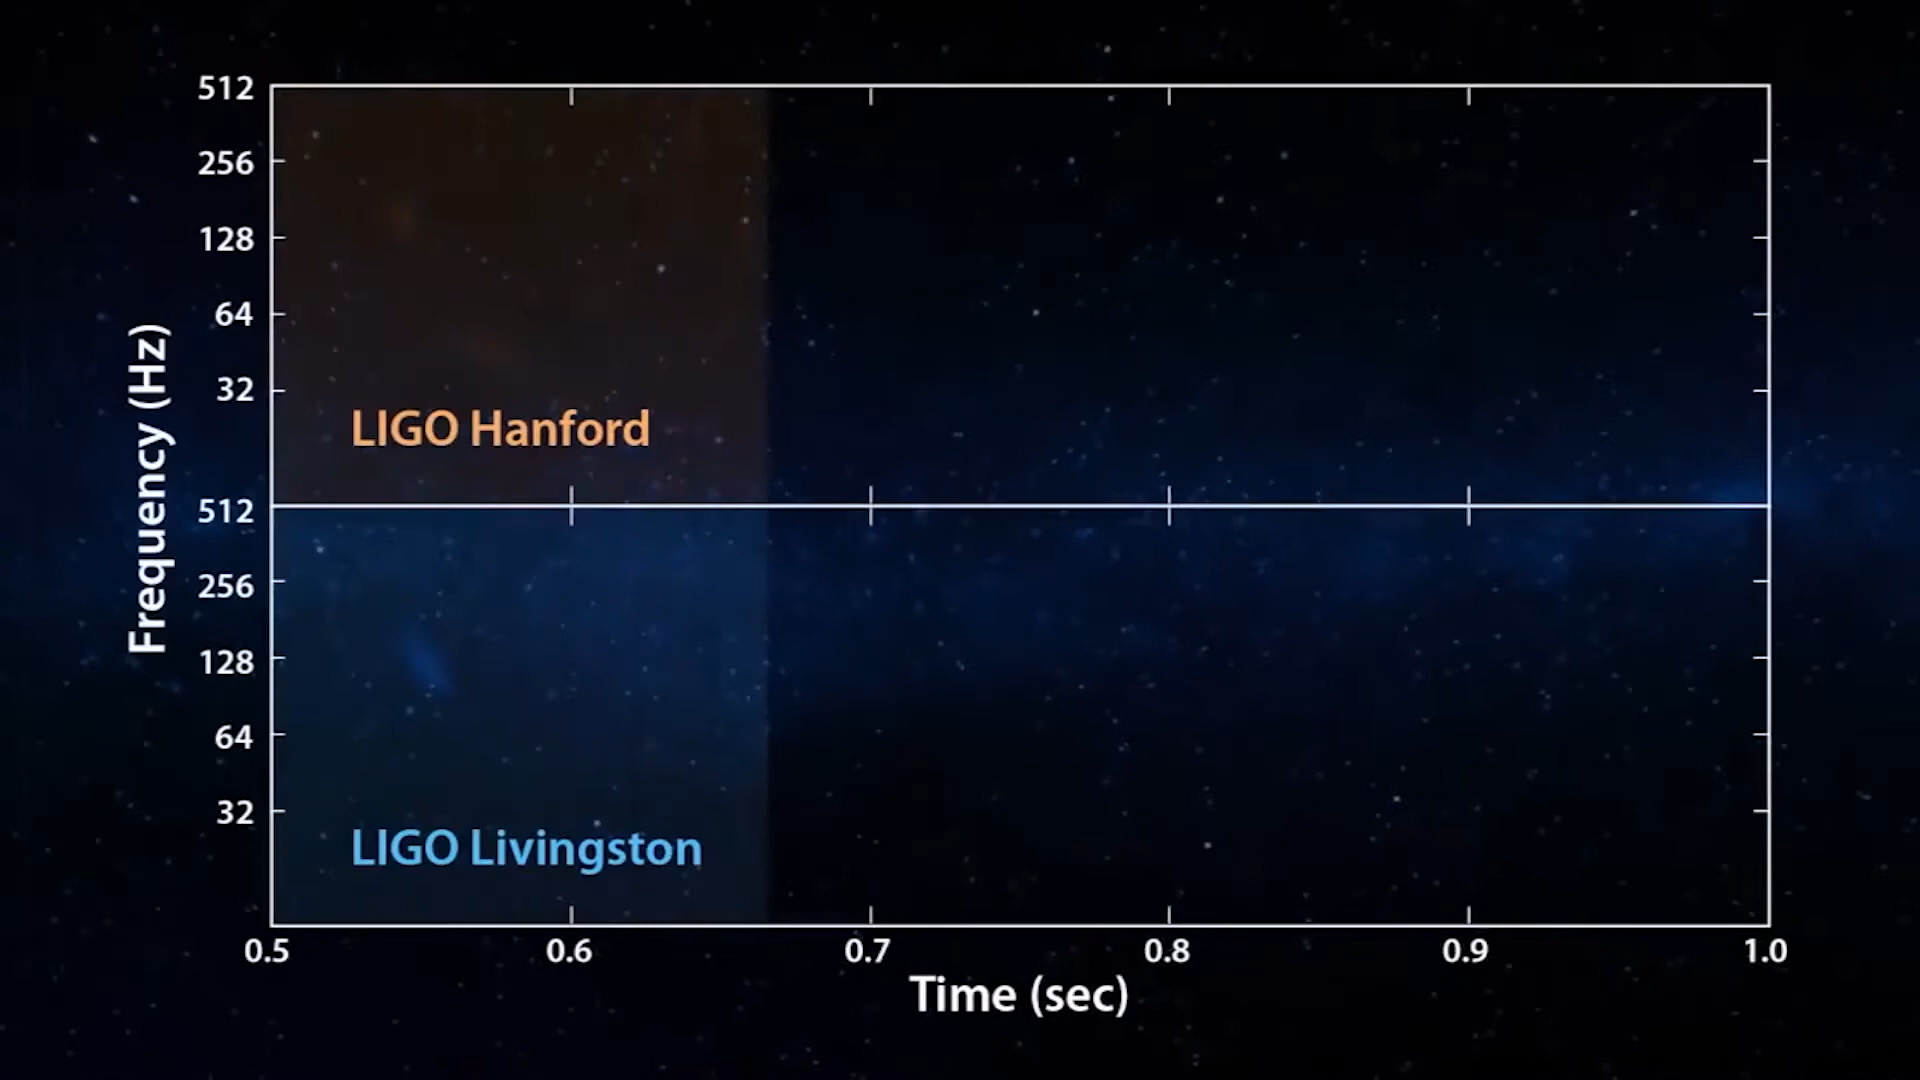 Frequency (Hz)
512
256
128
64
32
LIGO Hanford
512
256
128
64
32
LIGO Livingston
0.5 0.6 0.7 0.8 0.9 1.0
Time (sec)